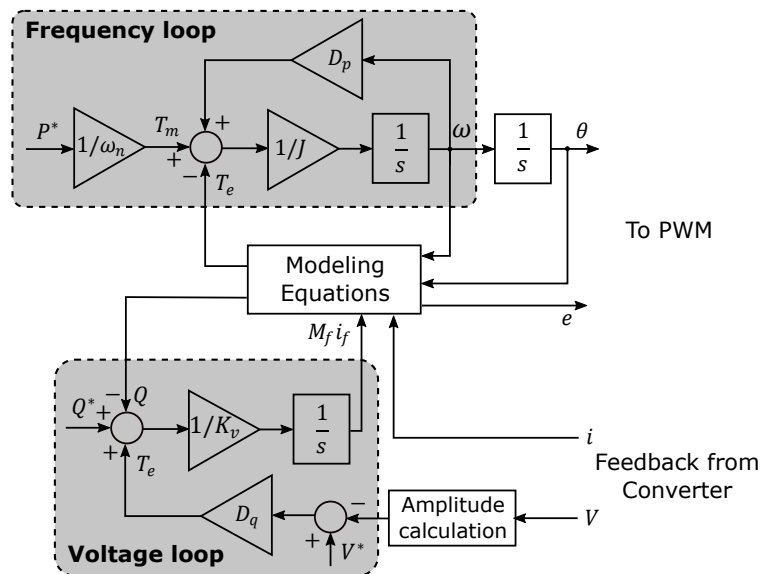 Frequency loop
D_p
P*
1/ω_n
T_m
+
+
−
T_e
1/J
1/s
ω
1/s
θ
To PWM
Modeling
Equations
e
M_f i_f
Q*
+
−
Q
+
T_e
1/K_v
1/s
i
Feedback from
Converter
D_q
−
+
V*
Amplitude
calculation
V
Voltage loop